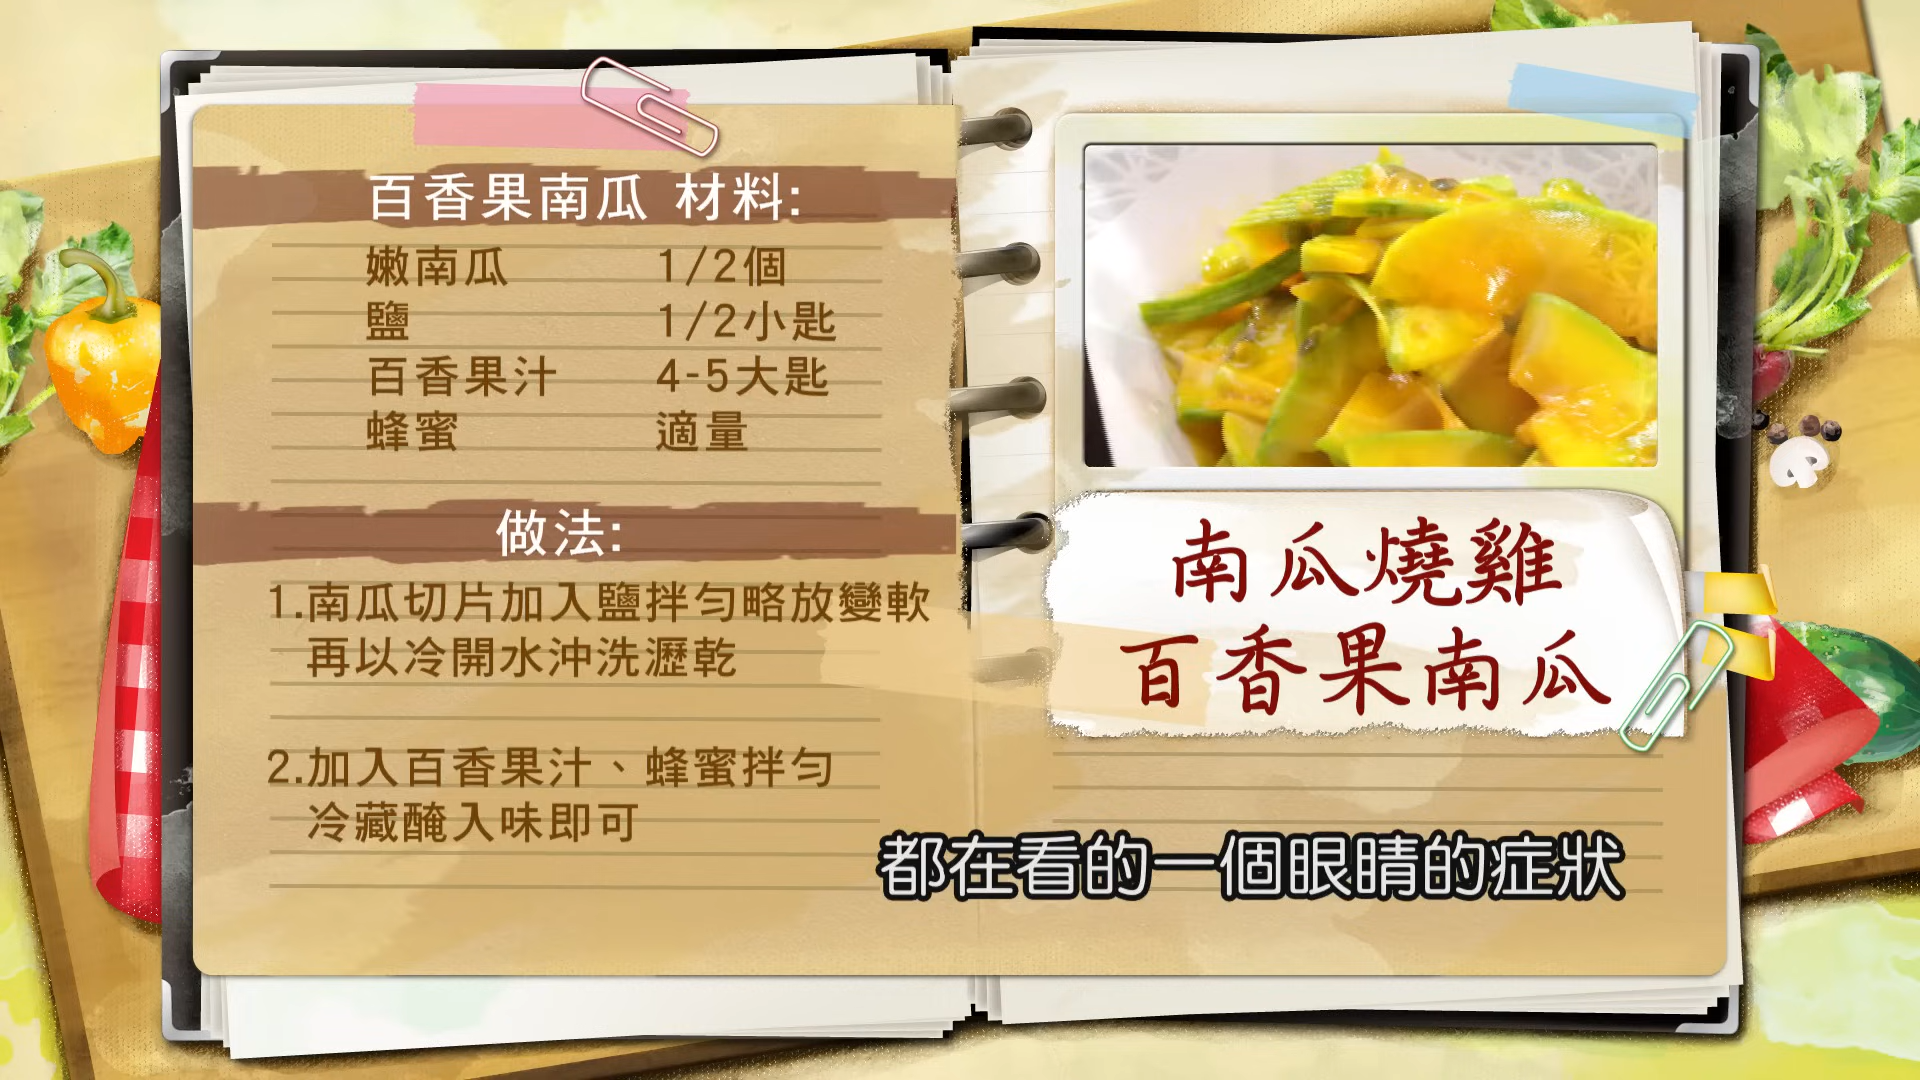 百香果南瓜 材料:
嫩南瓜 1/2個
鹽 1/2小匙
百香果汁 4-5大匙
蜂蜜 適量
做法:
1.南瓜切片加入鹽拌勻略放變軟
再以冷開水沖洗瀝乾
2.加入百香果汁、蜂蜜拌勻
冷藏醃入味即可
南瓜燒雞
百香果南瓜
都在看的一個眼睛的症狀